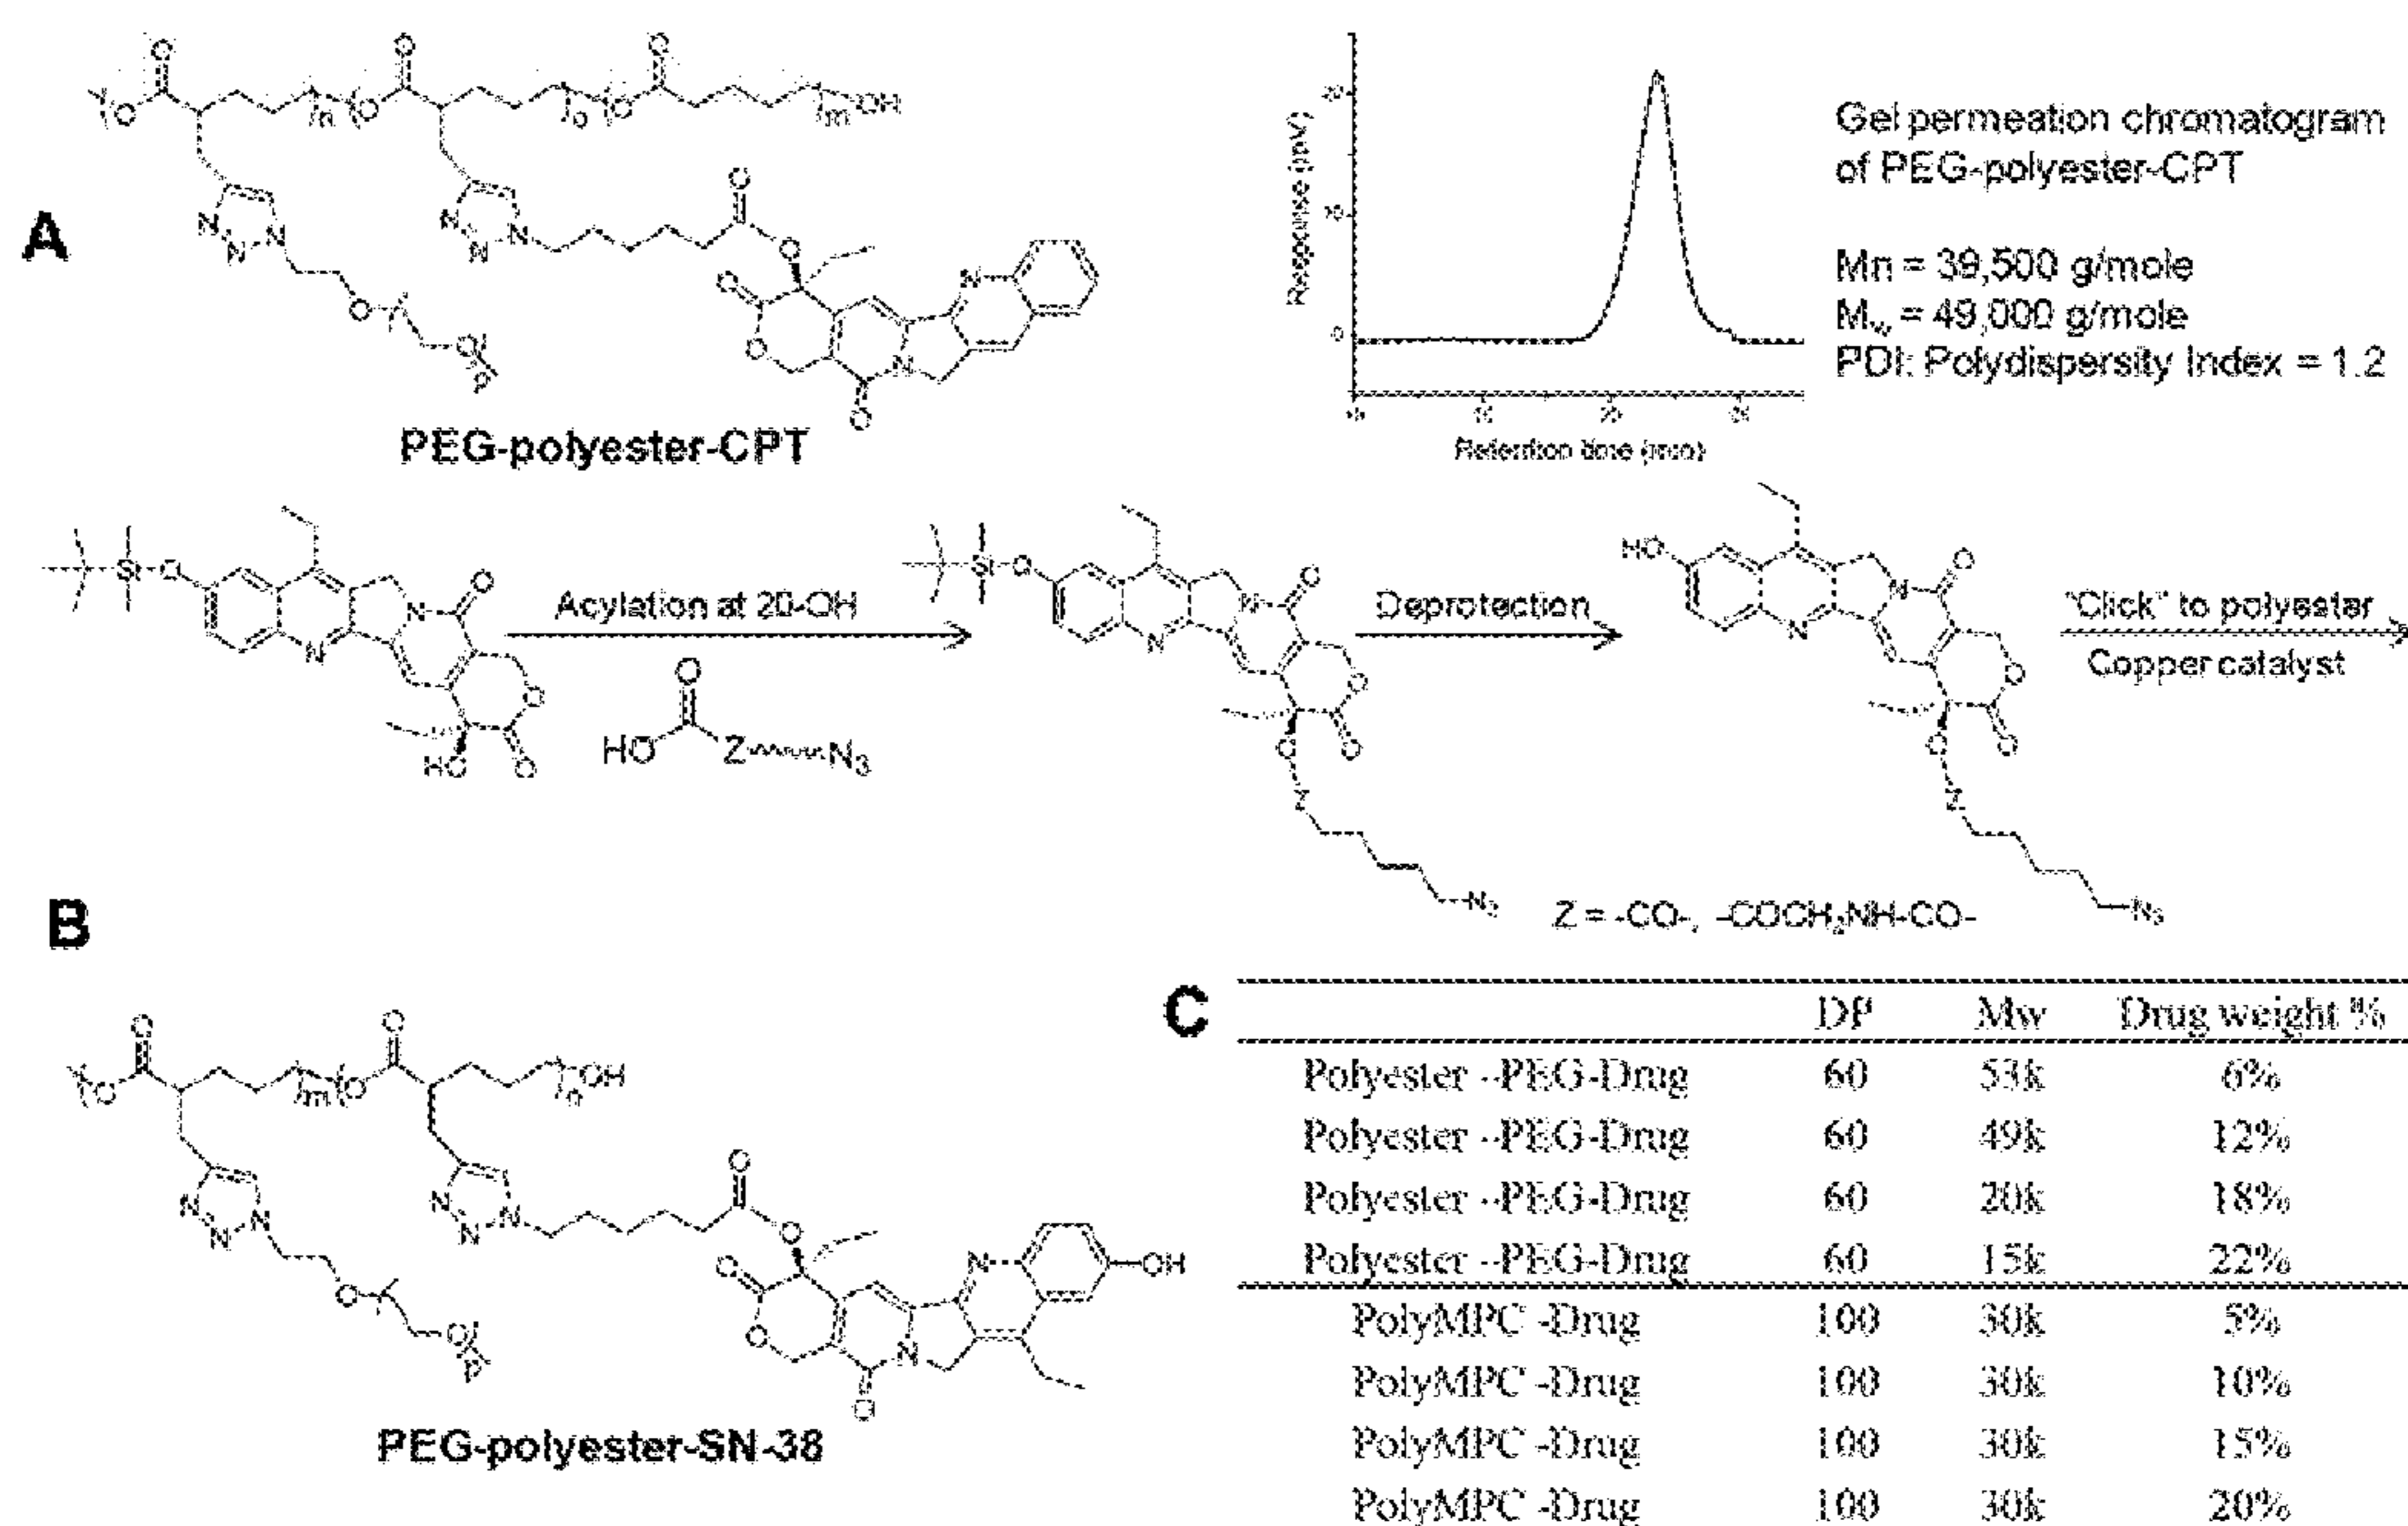 A
PEG-polyester-CPT
Response (μV)
Retention time (min)
Gel permeation chromatogram
of PEG-polyester-CPT
Mn = 39,500 g/mole
Mw = 49,000 g/mole
PDI: Polydispersity Index = 1.2
Acylation at 20-OH
Deprotection
"Click" to polyester
Copper catalyst
Z = -CO-, -COCH2NH-CO-
B
PEG-polyester-SN-38
C
DP Mw Drug weight %
Polyester --PEG-Drug 60 53k 6%
Polyester --PEG-Drug 60 49k 12%
Polyester --PEG-Drug 60 20k 18%
Polyester --PEG-Drug 60 15k 22%
PolyMPC -Drug 100 30k 5%
PolyMPC -Drug 100 30k 10%
PolyMPC -Drug 100 30k 15%
PolyMPC -Drug 100 30k 20%